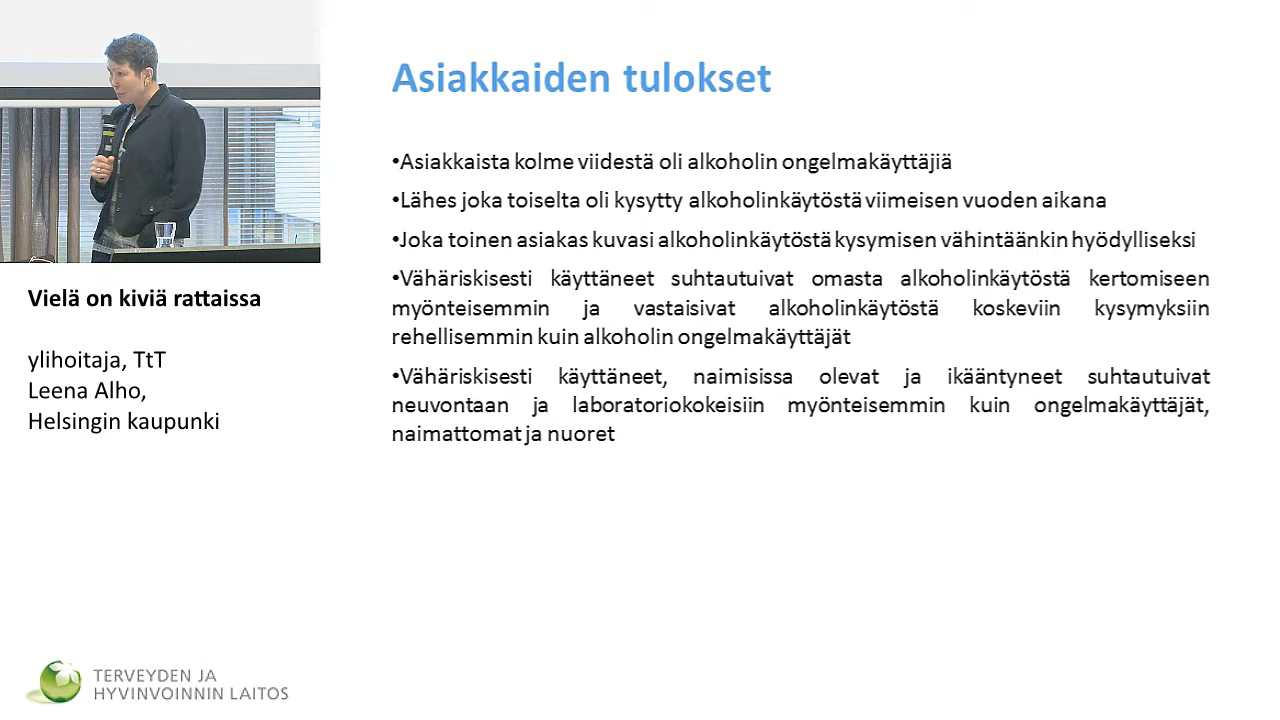 Asiakkaiden tulokset
•Asiakkaista kolme viidestä oli alkoholin ongelmakäyttäjiä
•Lähes joka toiselta oli kysytty alkoholinkäytöstä viimeisen vuoden aikana
•Joka toinen asiakas kuvasi alkoholinkäytöstä kysymisen vähintäänkin hyödylliseksi
•Vähäriskisesti käyttäneet suhtautuivat omasta alkoholinkäytöstä kertomiseen
myönteisemmin ja vastaisivat alkoholinkäytöstä koskeviin kysymyksiin
rehellisemmin kuin alkoholin ongelmakäyttäjät
•Vähäriskisesti käyttäneet, naimisissa olevat ja ikääntyneet suhtautuivat
neuvontaan ja laboratoriokokeisiin myönteisemmin kuin ongelmakäyttäjät,
naimattomat ja nuoret
Vielä on kiviä rattaissa
ylihoitaja, TtT
Leena Alho,
Helsingin kaupunki
TERVEYDEN JA
HYVINVOINNIN LAITOS